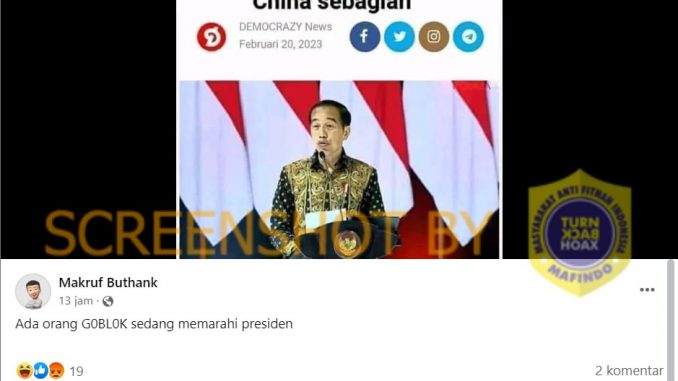 China sebagian
DEMOCRAZY News
Februari 20, 2023
SCREENSHOT BY
MASYARAKAT ANTI FITNAH INDONESIA
TURN
BACK
HOAX
MAFINDO
Makruf Buthank
13 jam ·
Ada orang G0BL0K sedang memarahi presiden
19
2 komentar